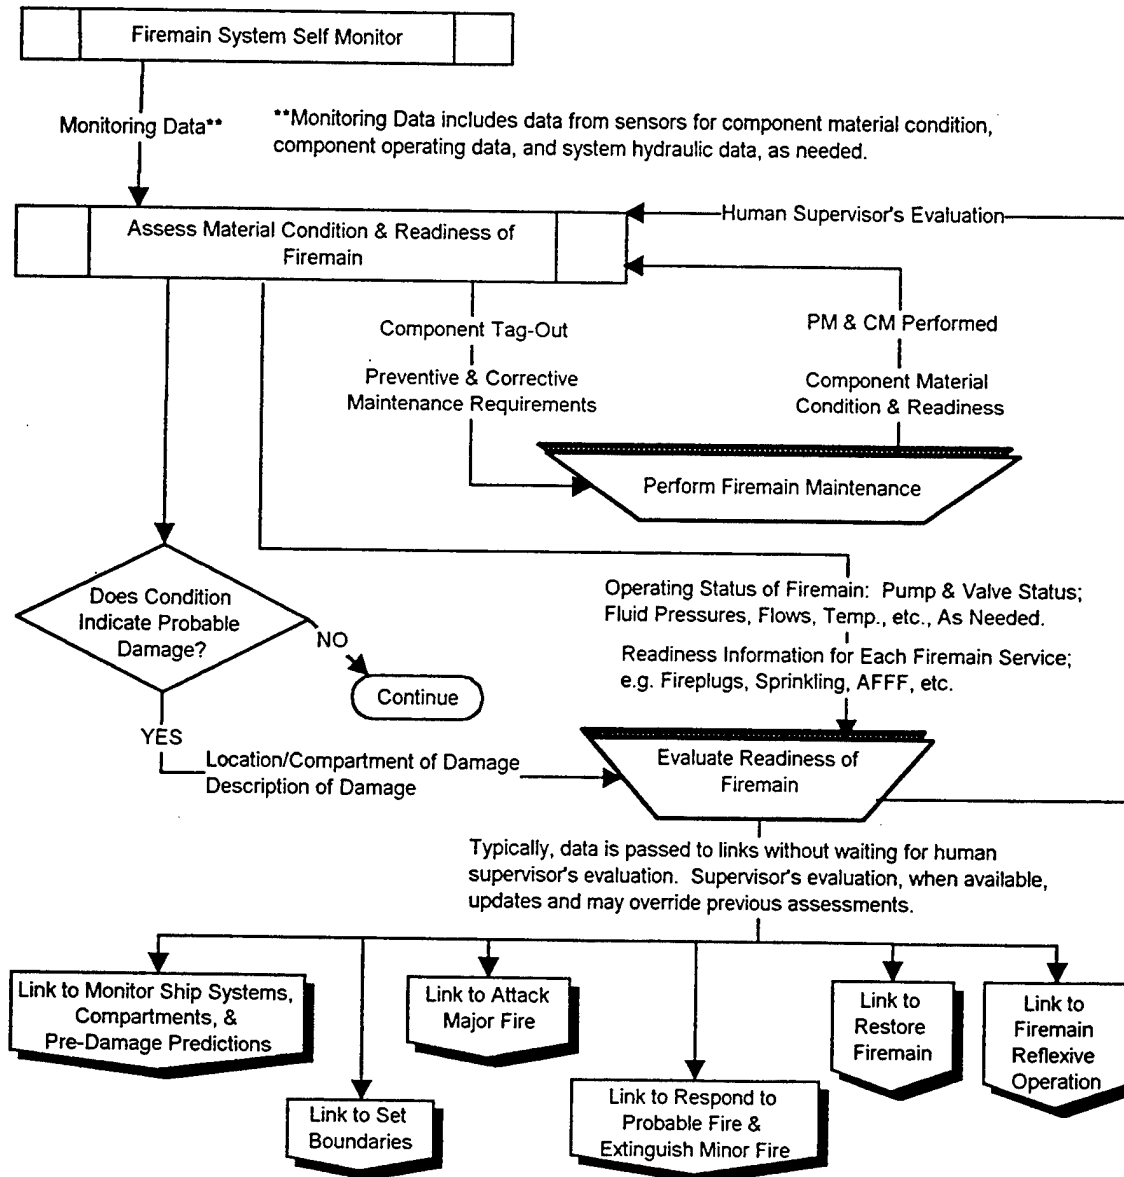 Firemain System Self Monitor
Monitoring Data**
**Monitoring Data includes data from sensors for component material condition,
component operating data, and system hydraulic data, as needed.
Human Supervisor's Evaluation
Assess Material Condition & Readiness of
Firemain
Component Tag-Out
Preventive & Corrective
Maintenance Requirements
PM & CM Performed
Component Material
Condition & Readiness
Perform Firemain Maintenance
Does Condition
Indicate Probable
Damage?
NO
Continue
Operating Status of Firemain: Pump & Valve Status;
Fluid Pressures, Flows, Temp., etc., As Needed.
Readiness Information for Each Firemain Service;
e.g. Fireplugs, Sprinkling, AFFF, etc.
YES
Location/Compartment of Damage
Description of Damage
Evaluate Readiness of
Firemain
Typically, data is passed to links without waiting for human
supervisor's evaluation. Supervisor's evaluation, when available,
updates and may override previous assessments.
Link to Monitor Ship Systems,
Compartments, &
Pre-Damage Predictions
Link to Set
Boundaries
Link to Attack
Major Fire
Link to Respond to
Probable Fire &
Extinguish Minor Fire
Link to
Restore
Firemain
Link to
Firemain
Reflexive
Operation